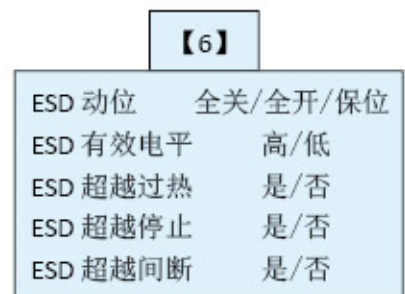 【6】
ESD 动位 全关/全开/保位
ESD 有效电平 高/低
ESD 超越过热 是/否
ESD 超越停止 是/否
ESD 超越间断 是/否